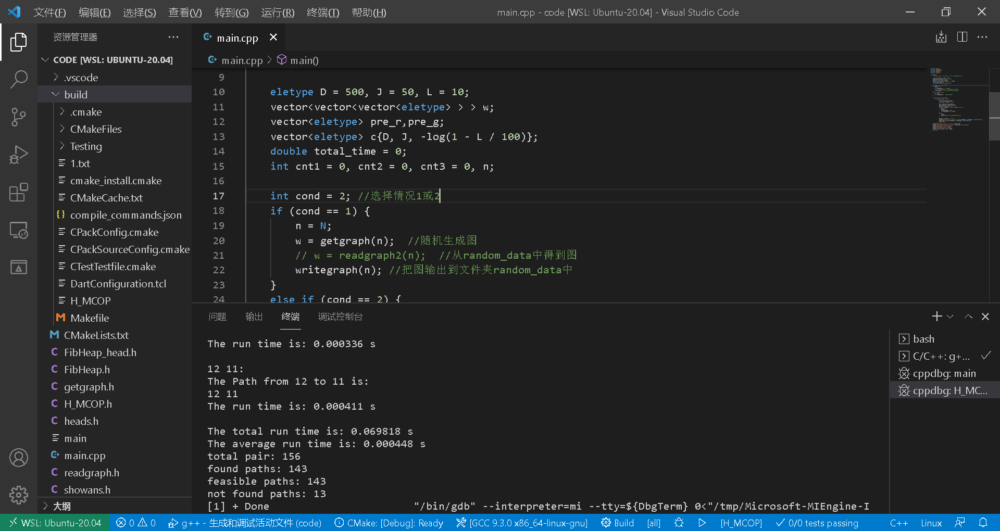 文件(F) 编辑(E) 选择(S) 查看(V) 转到(G) 运行(R) 终端(T) 帮助(H) main.cpp - code [WSL: Ubuntu-20.04] - Visual Studio Code
资源管理器
CODE [WSL: UBUNTU-20.04]
.vscode
build
.cmake
CMakeFiles
Testing
1.txt
cmake_install.cmake
CMakeCache.txt
compile_commands.json
CPackConfig.cmake
CPackSourceConfig.cmake
CTestTestfile.cmake
DartConfiguration.tcl
H_MCOP
Makefile
CMakeLists.txt
FibHeap_head.h
FibHeap.h
getgraph.h
H_MCOP.h
heads.h
main
main.cpp
readgraph.h
showans.h
大纲
main.cpp
main.cpp > main()
9
10 eletype D = 500, J = 50, L = 10;
11 vector<vector<vector<eletype> > > w;
12 vector<eletype> pre_r,pre_g;
13 vector<eletype> c{D, J, -log(1 - L / 100)};
14 double total_time = 0;
15 int cnt1 = 0, cnt2 = 0, cnt3 = 0, n;
16
17 int cond = 2; //选择情况1或2
18 if (cond == 1) {
19 n = N;
20 w = getgraph(n); //随机生成图
21 // w = readgraph2(n); //从random_data中得到图
22 writegraph(n); //把图输出到文件夹random_data中
23 }
24 else if (cond == 2) {
问题 输出 终端 调试控制台
The run time is: 0.000336 s
12 11:
The Path from 12 to 11 is:
12 11
The run time is: 0.000411 s
The total run time is: 0.069818 s
The average run time is: 0.000448 s
total pair: 156
found paths: 143
feasible paths: 143
not found paths: 13
[1] + Done "/bin/gdb" --interpreter=mi --tty=${DbgTerm} 0<"/tmp/Microsoft-MIEngine-I
bash
C/C++: g+...
cppdbg: main
cppdbg: H_MC...
WSL: Ubuntu-20.04 0 0 g++ - 生成和调试活动文件 (code) CMake: [Debug]: Ready [GCC 9.3.0 x86_64-linux-gnu] Build [all] [H_MCOP] 0/0 tests passing C++ Linux